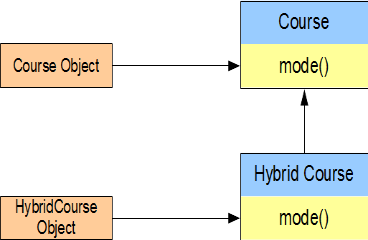 Course
Course Object
mode()
Hybrid Course
HybridCourse
Object
mode()